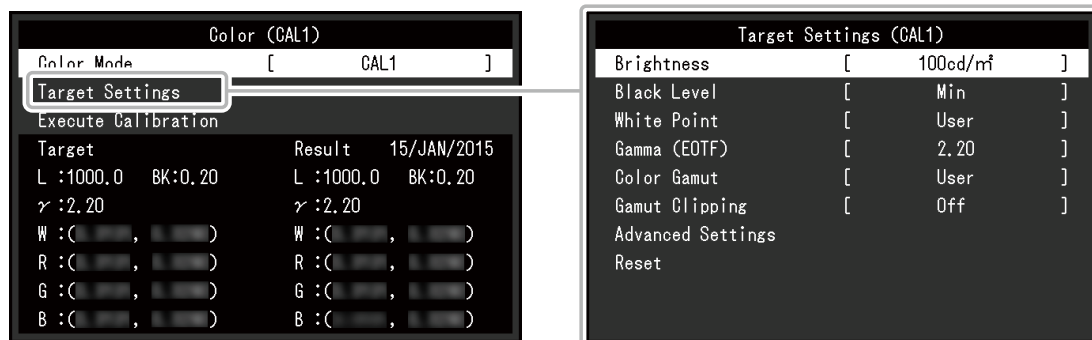 Color (CAL1)
Color Mode [ CAL1 ]
Target Settings
Execute Calibration
Target Result 15/JAN/2015
L :1000.0 BK:0.20 L :1000.0 BK:0.20
γ :2.20 γ :2.20
W :( , ) W :( , )
R :( , ) R :( , )
G :( , ) G :( , )
B :( , ) B :( , )
Target Settings (CAL1)
Brightness [ 100cd/㎡ ]
Black Level [ Min ]
White Point [ User ]
Gamma (EOTF) [ 2.20 ]
Color Gamut [ User ]
Gamut Clipping [ Off ]
Advanced Settings
Reset